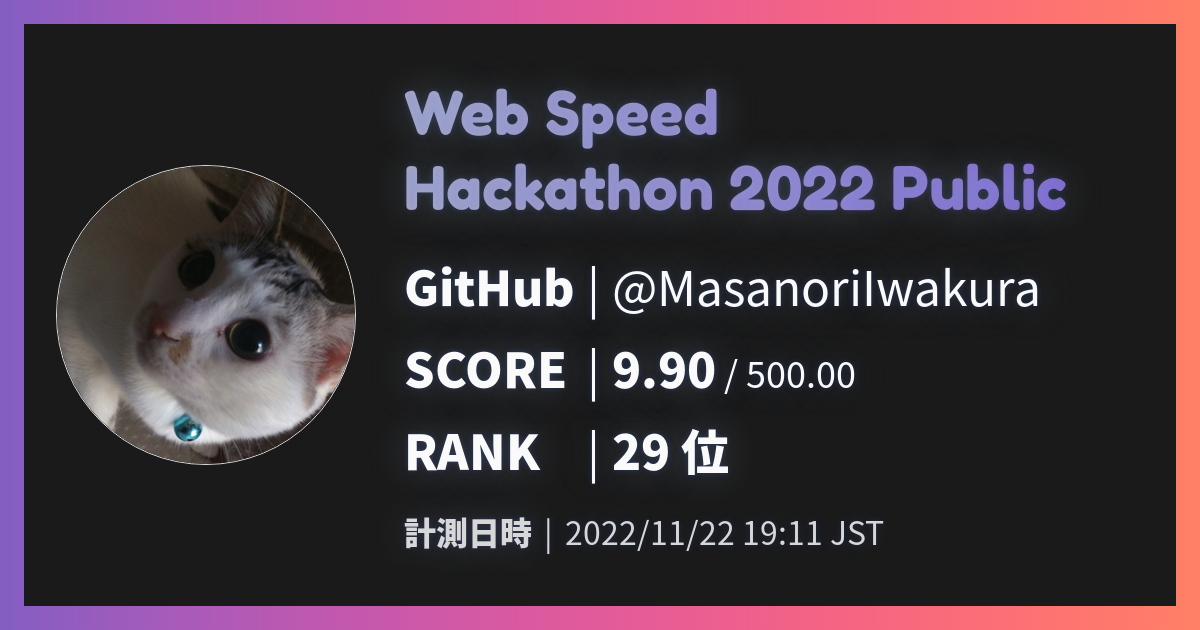 Web Speed
Hackathon 2022 Public
GitHub | @MasanoriIwakura
SCORE | 9.90 / 500.00
RANK | 29 位
計測日時 | 2022/11/22 19:11 JST